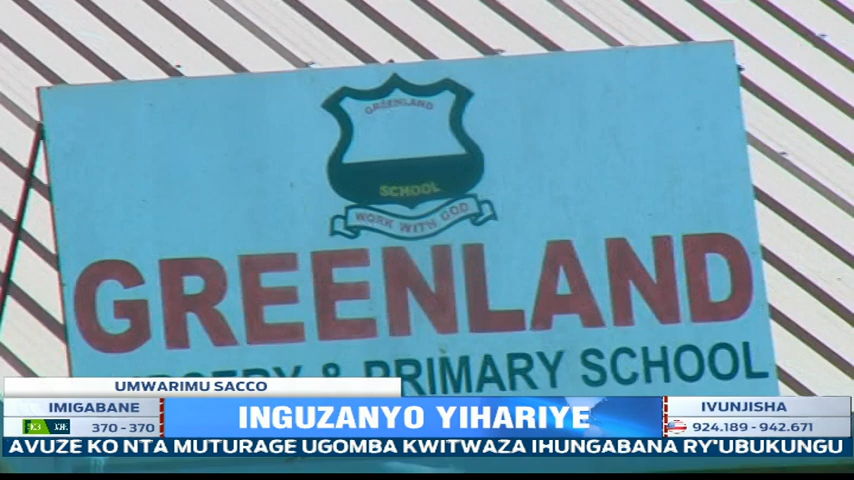 GREENLAND
SCHOOL
WORK WITH GOD
GREENLAND
& PRIMARY SCHOOL
UMWARIMU SACCO
IMIGABANE
370 - 370
INGUZANYO YIHARIYE
IVUNJISHA
924.189 - 942.671
AVUZE KO NTA MUTURAGE UGOMBA KWITWAZA IHUNGABANA RY'UBUKUNGU